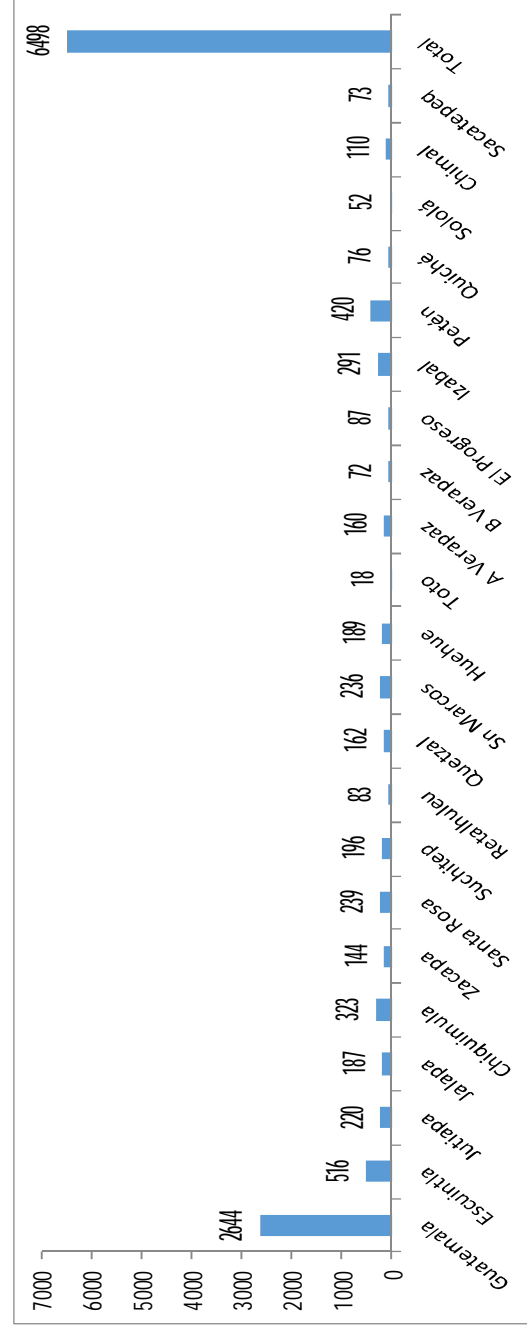 7000
6000
5000
4000
3000
2000
1000
0
2644
516
220
187
323
144
239
196
83
162
236
189
18
160
72
87
291
420
76
52
110
73
6498
Guatemala
Escuintla
Jutiapa
Jalapa
Chiquimula
Zacapa
Santa Rosa
Suchitep
Retalhuleu
Quetzal
Sn Marcos
Huehue
Toto
A Verapaz
B Verapaz
El Progreso
Izabal
Petén
Quiché
Sololá
Chimal
Sacatepeq
Total